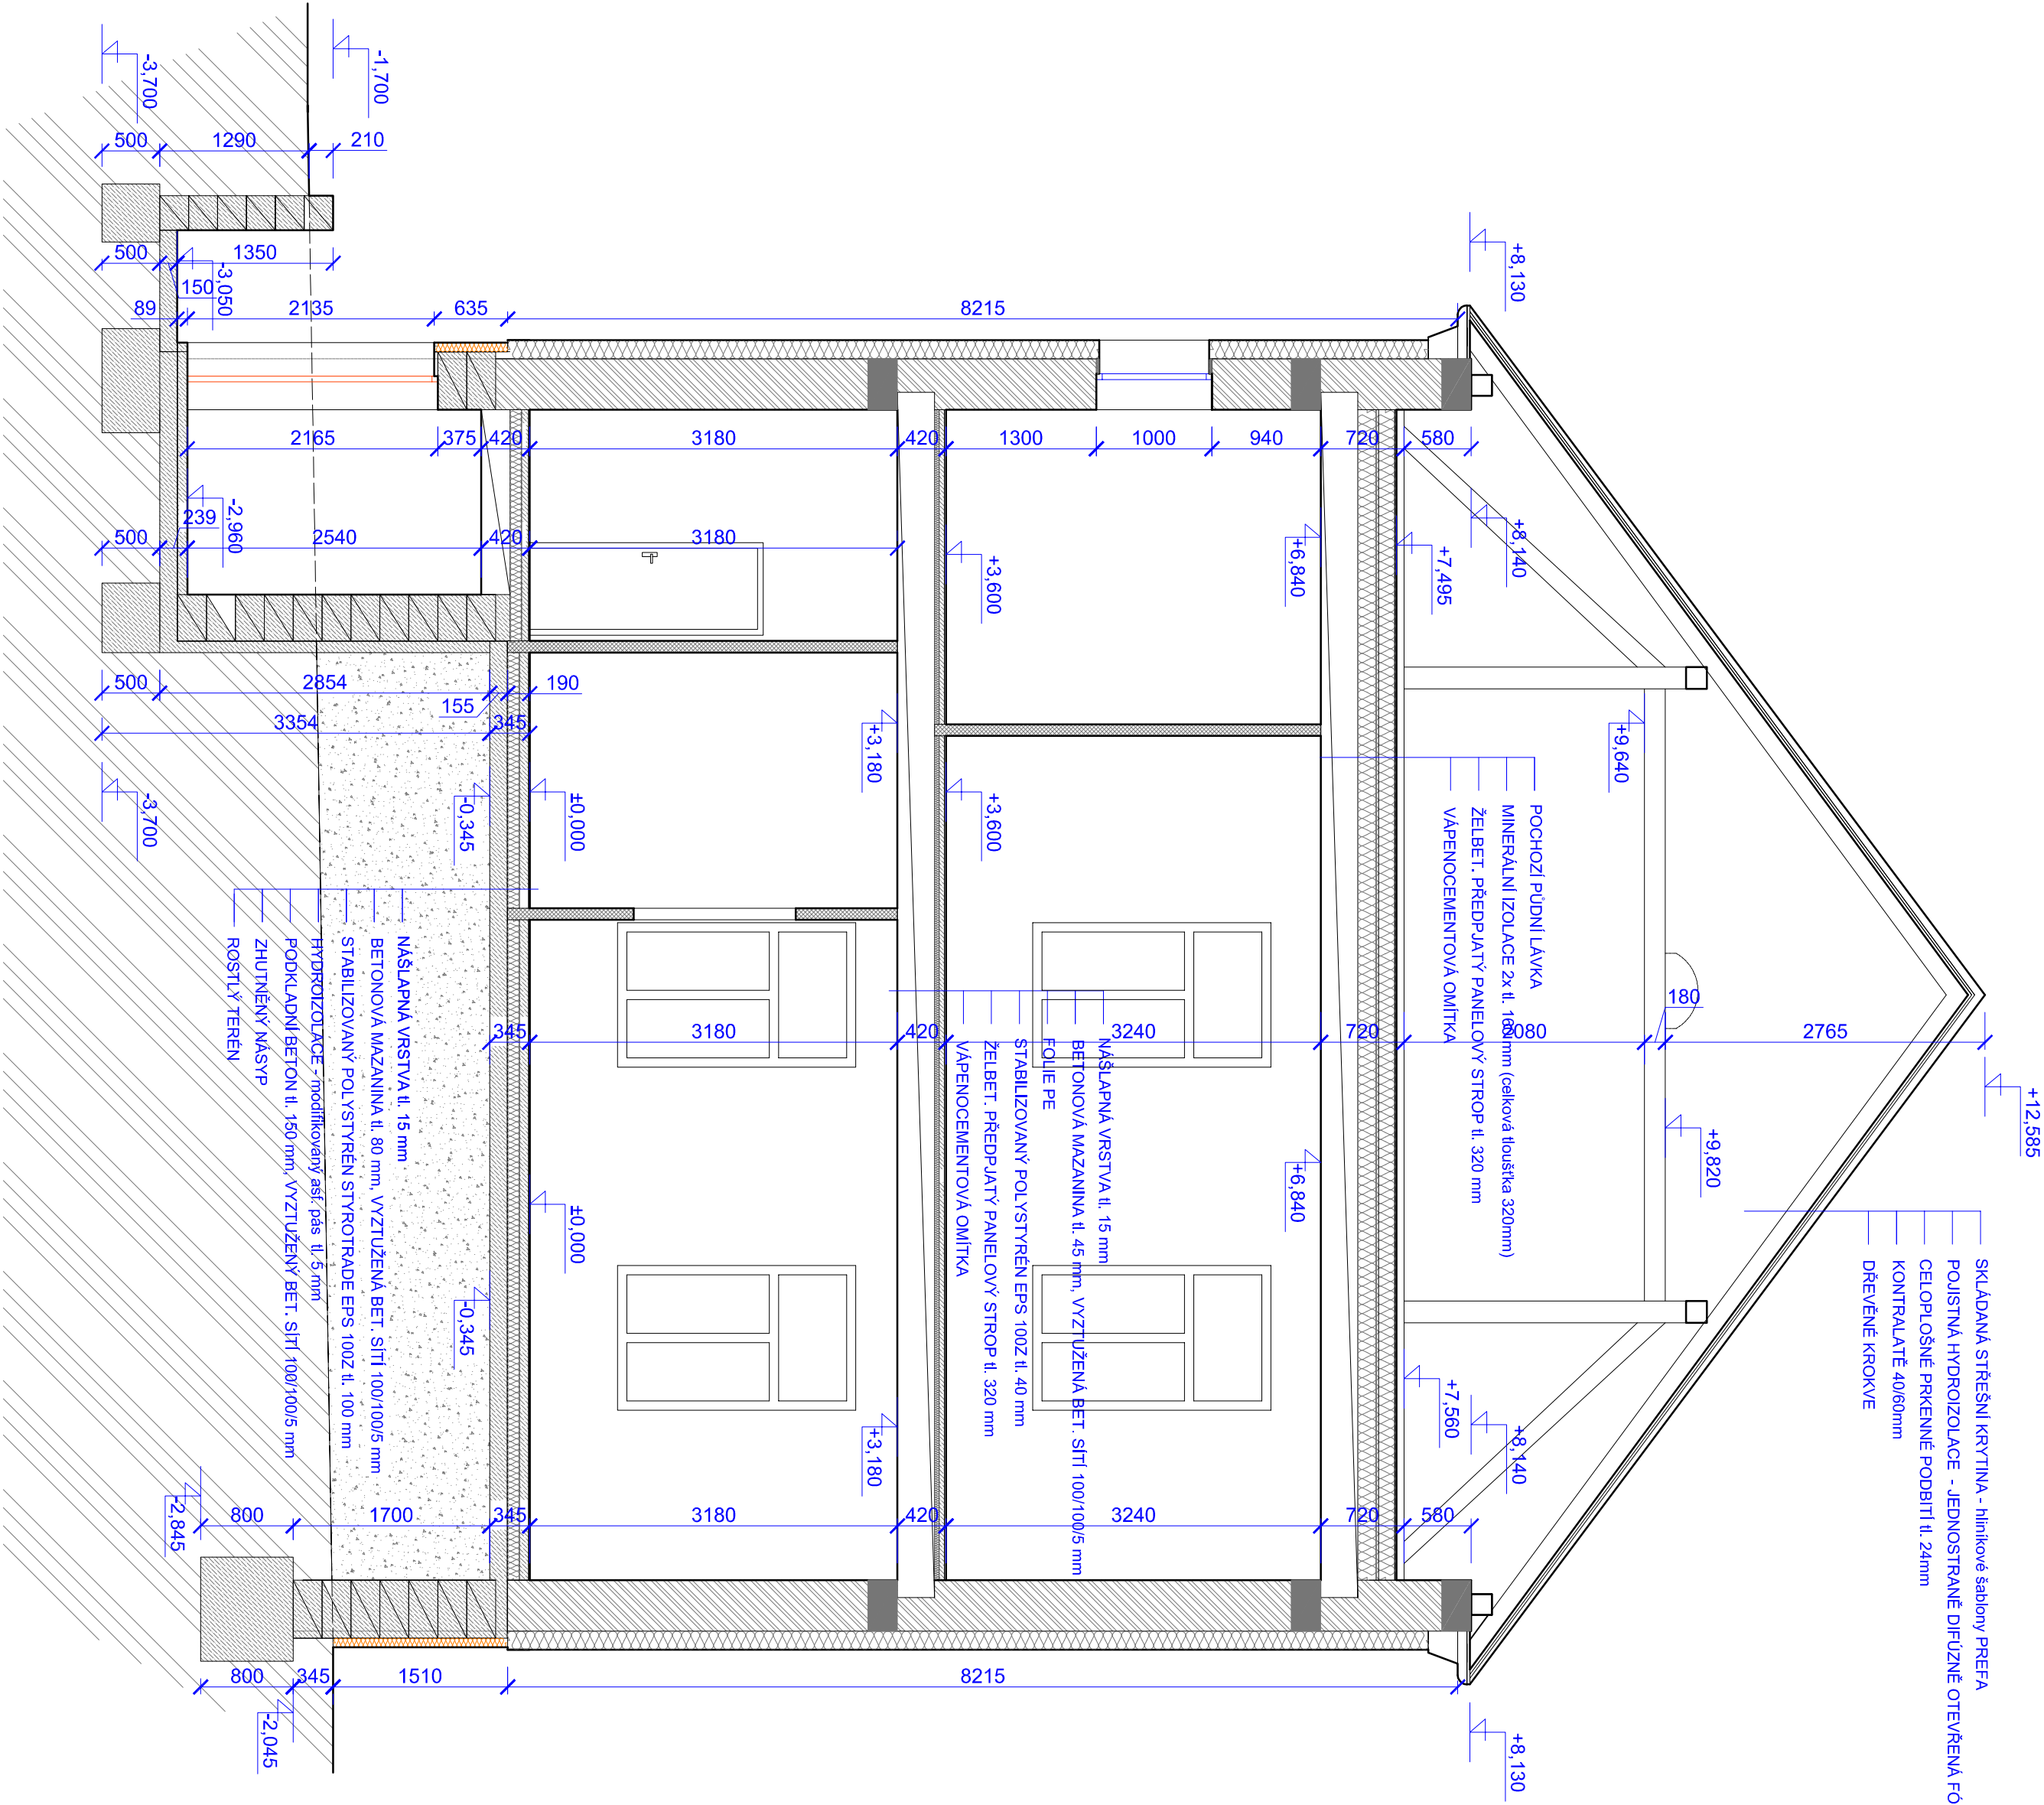 SKLÁDANÁ STŘEŠNÍ KRYTINA - hliníkové šablony PREFA
POJISTNÁ HYDROIZOLACE - JEDNOSTRANĚ DIFÚZNĚ OTEVŘENÁ FÓ
CELOPLOŠNÉ PRKENNÉ PODBITÍ tl. 24mm
KONTRALATĚ 40/60mm
DŘEVĚNÉ KROKVE
POCHOZÍ PŮDNÍ LÁVKA
MINERÁLNÍ IZOLACE 2x tl. 160mm (celková tloušťka 320mm)
ŽELBET. PŘEDPJATÝ PANELOVÝ STROP tl. 320 mm
VÁPENOCEMENTOVÁ OMÍTKA
NÁŠLAPNÁ VRSTVA tl. 15 mm
BETONOVÁ MAZANINA tl. 45 mm, VYZTUŽENÁ BET. SÍTÍ 100/100/5 mm
FOLIE PE
STABILIZOVANÝ POLYSTYRÉN EPS 100Z tl. 40 mm
ŽELBET. PŘEDPJATÝ PANELOVÝ STROP tl. 320 mm
VÁPENOCEMENTOVÁ OMÍTKA
NÁŠLAPNÁ VRSTVA tl. 15 mm
BETONOVÁ MAZANINA tl. 80 mm, VYZTUŽENÁ BET. SÍTÍ 100/100/5 mm
STABILIZOVANÝ POLYSTYRÉN STYROTRADE EPS 100Z tl. 100 mm
HYDROIZOLACE - modifikovaný asf. pás tl. 5 mm
PODKLADNÍ BETON tl. 150 mm, VYZTUŽENÝ BET. SÍTÍ 100/100/5 mm
ZHUTNĚNÝ NÁSYP
ROSTLÝ TERÉN
+12,585
+9,820
+9,640
+8,130
+8,140
+7,495
+6,840
+3,600
+3,180
+3,600
±0,000
-0,345
-3,700
-1,700
-3,700
-3,050
-2,960
+8,130
+8,140
+7,560
+6,840
+3,180
±0,000
-0,345
-2,845
-2,045
500 1290 210
500 150 1350
89 2135 635 8215
2165 375 420 3180 420 1300 1000 940 720 580
500 239 2540 420 3180
500 2854 155 190
3354 345
345 3180 420 3240 720 2080 180 2765
800 1700 345 3180 420 3240 720 580
800 345 1510 8215